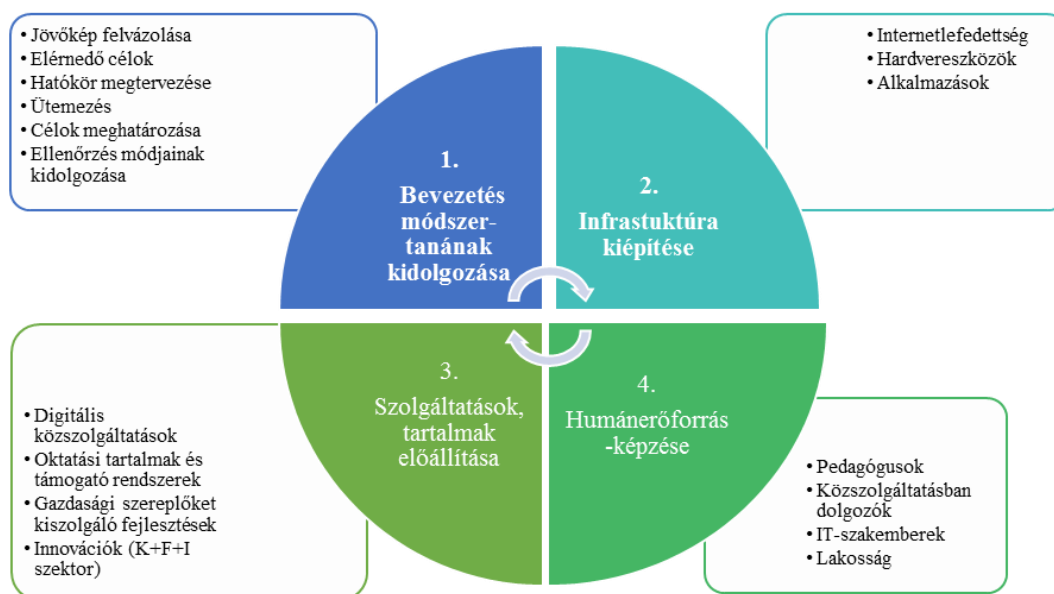 • Jövőkép felvázolása
• Elérnedő célok
• Hatókör megtervezése
• Ütemezés
• Célok meghatározása
• Ellenőrzés módjainak
kidolgozása
1.
Bevezetés
módszer-
tanának
kidolgozása
2.
Infrastuktúra
kiépítése
• Internetlefedettség
• Hardvereszközök
• Alkalmazások
• Digitális
közszolgáltatások
• Oktatási tartalmak és
támogató rendszerek
• Gazdasági szereplőket
kiszolgáló fejlesztések
• Innovációk (K+F+I
szektor)
3.
Szolgáltatások,
tartalmak
előállítása
4.
Humánerőforrás
-képzése
• Pedagógusok
• Közszolgáltatásban
dolgozók
• IT-szakemberek
• Lakosság